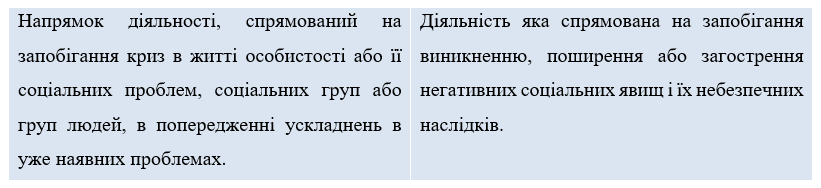 Напрямок діяльності, спрямований на
запобігання криз в житті особистості або її
соціальних проблем, соціальних груп або
груп людей, в попередженні ускладнень в
уже наявних проблемах.
Діяльність яка спрямована на запобігання
виникненню, поширення або загострення
негативних соціальних явищ і їх небезпечних
наслідків.